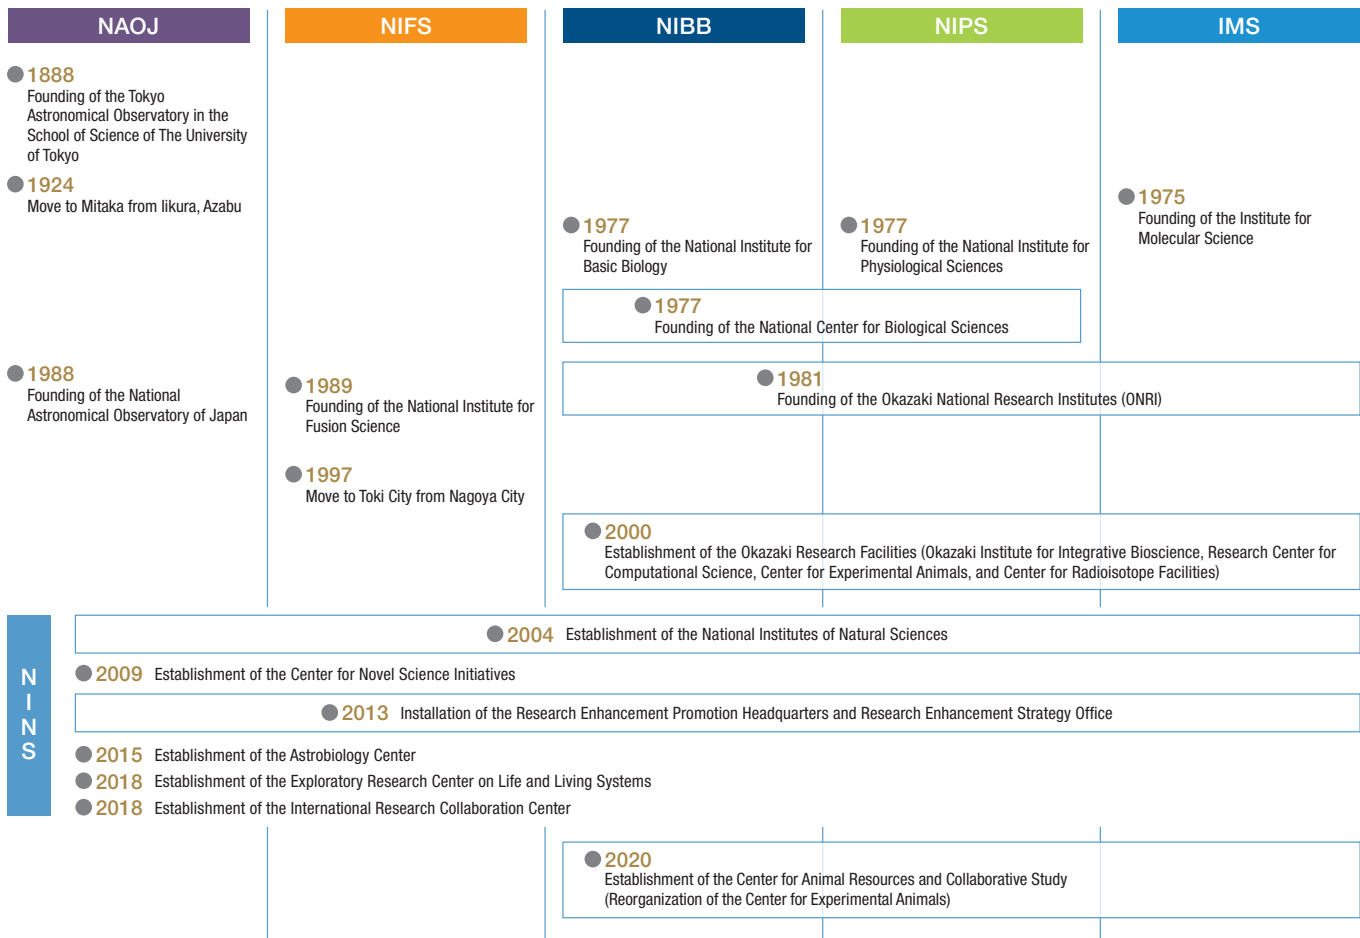 NAOJ
NIFS
NIBB
NIPS
IMS
1888
Founding of the Tokyo
Astronomical Observatory in the
School of Science of The University
of Tokyo
1924
Move to Mitaka from Iikura, Azabu
1988
Founding of the National
Astronomical Observatory of Japan
1989
Founding of the National Institute for
Fusion Science
1997
Move to Toki City from Nagoya City
1977
Founding of the National Institute for
Basic Biology
1977
Founding of the National Institute for
Physiological Sciences
1975
Founding of the Institute for
Molecular Science
1977
Founding of the National Center for Biological Sciences
1981
Founding of the Okazaki National Research Institutes (ONRI)
2000
Establishment of the Okazaki Research Facilities (Okazaki Institute for Integrative Bioscience, Research Center for
Computational Science, Center for Experimental Animals, and Center for Radioisotope Facilities)
NINS
2004 Establishment of the National Institutes of Natural Sciences
2009 Establishment of the Center for Novel Science Initiatives
2013 Installation of the Research Enhancement Promotion Headquarters and Research Enhancement Strategy Office
2015 Establishment of the Astrobiology Center
2018 Establishment of the Exploratory Research Center on Life and Living Systems
2018 Establishment of the International Research Collaboration Center
2020
Establishment of the Center for Animal Resources and Collaborative Study
(Reorganization of the Center for Experimental Animals)